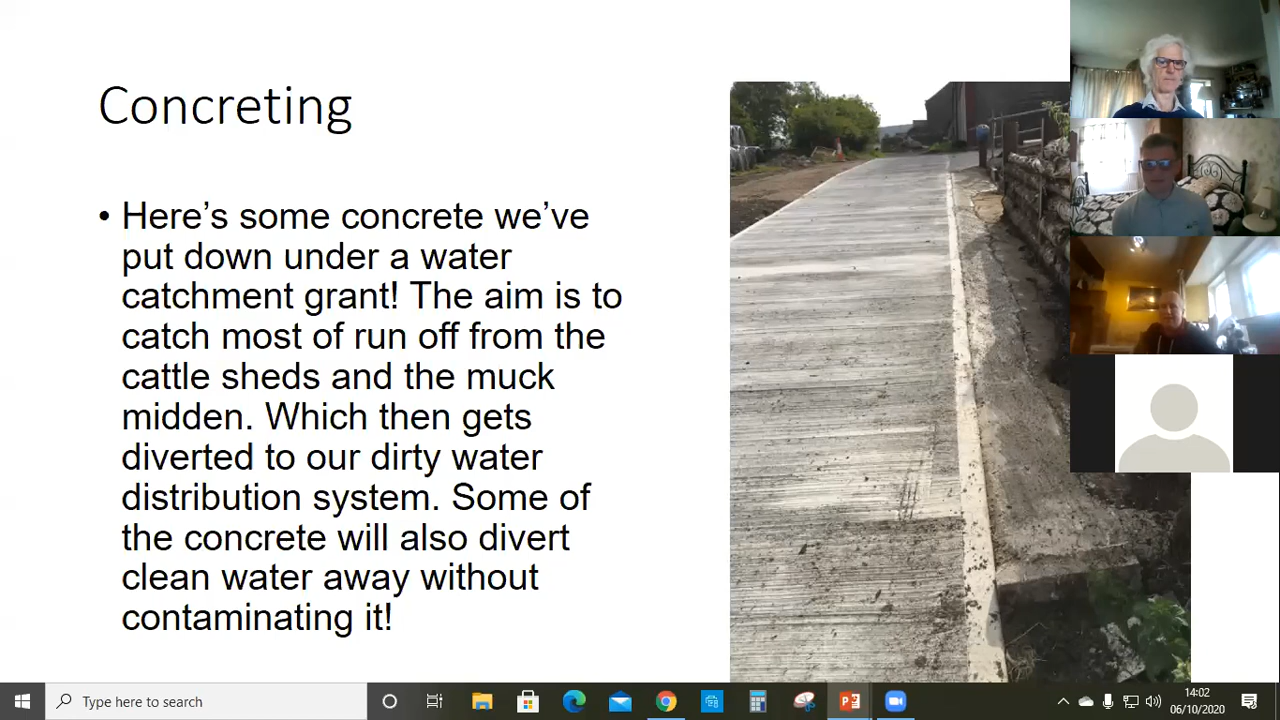 Concreting
• Here’s some concrete we’ve
put down under a water
catchment grant! The aim is to
catch most of run off from the
cattle sheds and the muck
midden. Which then gets
diverted to our dirty water
distribution system. Some of
the concrete will also divert
clean water away without
contaminating it!
Type here to search
14:02
06/10/2020